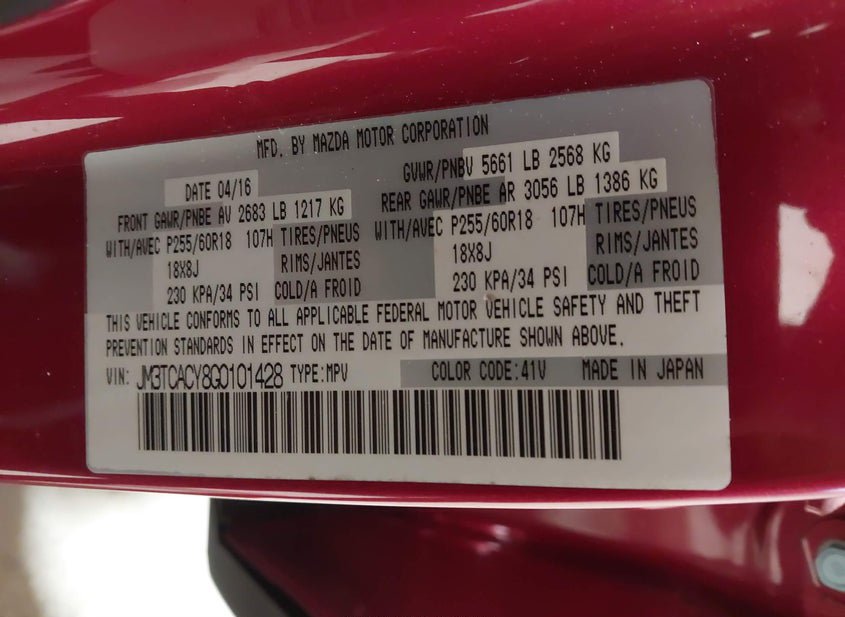 MFD. BY MAZDA MOTOR CORPORATION
DATE 04/16
GVWR/PNBV 5661 LB 2568 KG
FRONT GAWR/PNBE AV 2683 LB 1217 KG
REAR GAWR/PNBE AR 3056 LB 1386 KG
WITH/AVEC P255/60R18 107H TIRES/PNEUS
WITH/AVEC P255/60R18 107H TIRES/PNEUS
18X8J RIMS/JANTES
18X8J RIMS/JANTES
230 KPA/34 PSI COLD/A FROID
230 KPA/34 PSI COLD/A FROID
THIS VEHICLE CONFORMS TO ALL APPLICABLE FEDERAL MOTOR VEHICLE SAFETY AND THEFT
PREVENTION STANDARDS IN EFFECT ON THE DATE OF MANUFACTURE SHOWN ABOVE.
VIN: JM3TCACY8G0101428 TYPE:MPV COLOR CODE:41V MADE IN JAPAN